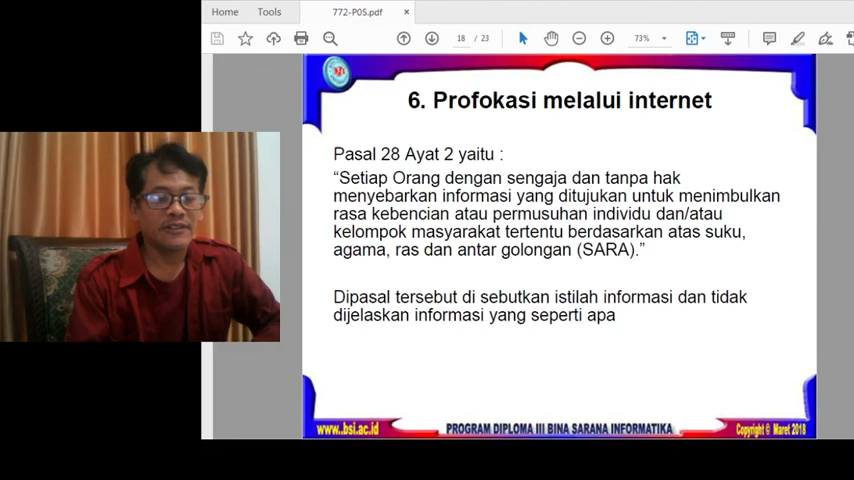 Home Tools 772-P05.pdf ×
18 / 23 73%
6. Profokasi melalui internet
Pasal 28 Ayat 2 yaitu :
“Setiap Orang dengan sengaja dan tanpa hak
menyebarkan informasi yang ditujukan untuk menimbulkan
rasa kebencian atau permusuhan individu dan/atau
kelompok masyarakat tertentu berdasarkan atas suku,
agama, ras dan antar golongan (SARA).”
Dipasal tersebut di sebutkan istilah informasi dan tidak
dijelaskan informasi yang seperti apa
www..bsi.ac.id PROGRAM DIPLOMA III BINA SARANA INFORMATIKA Copyright © Maret 2018